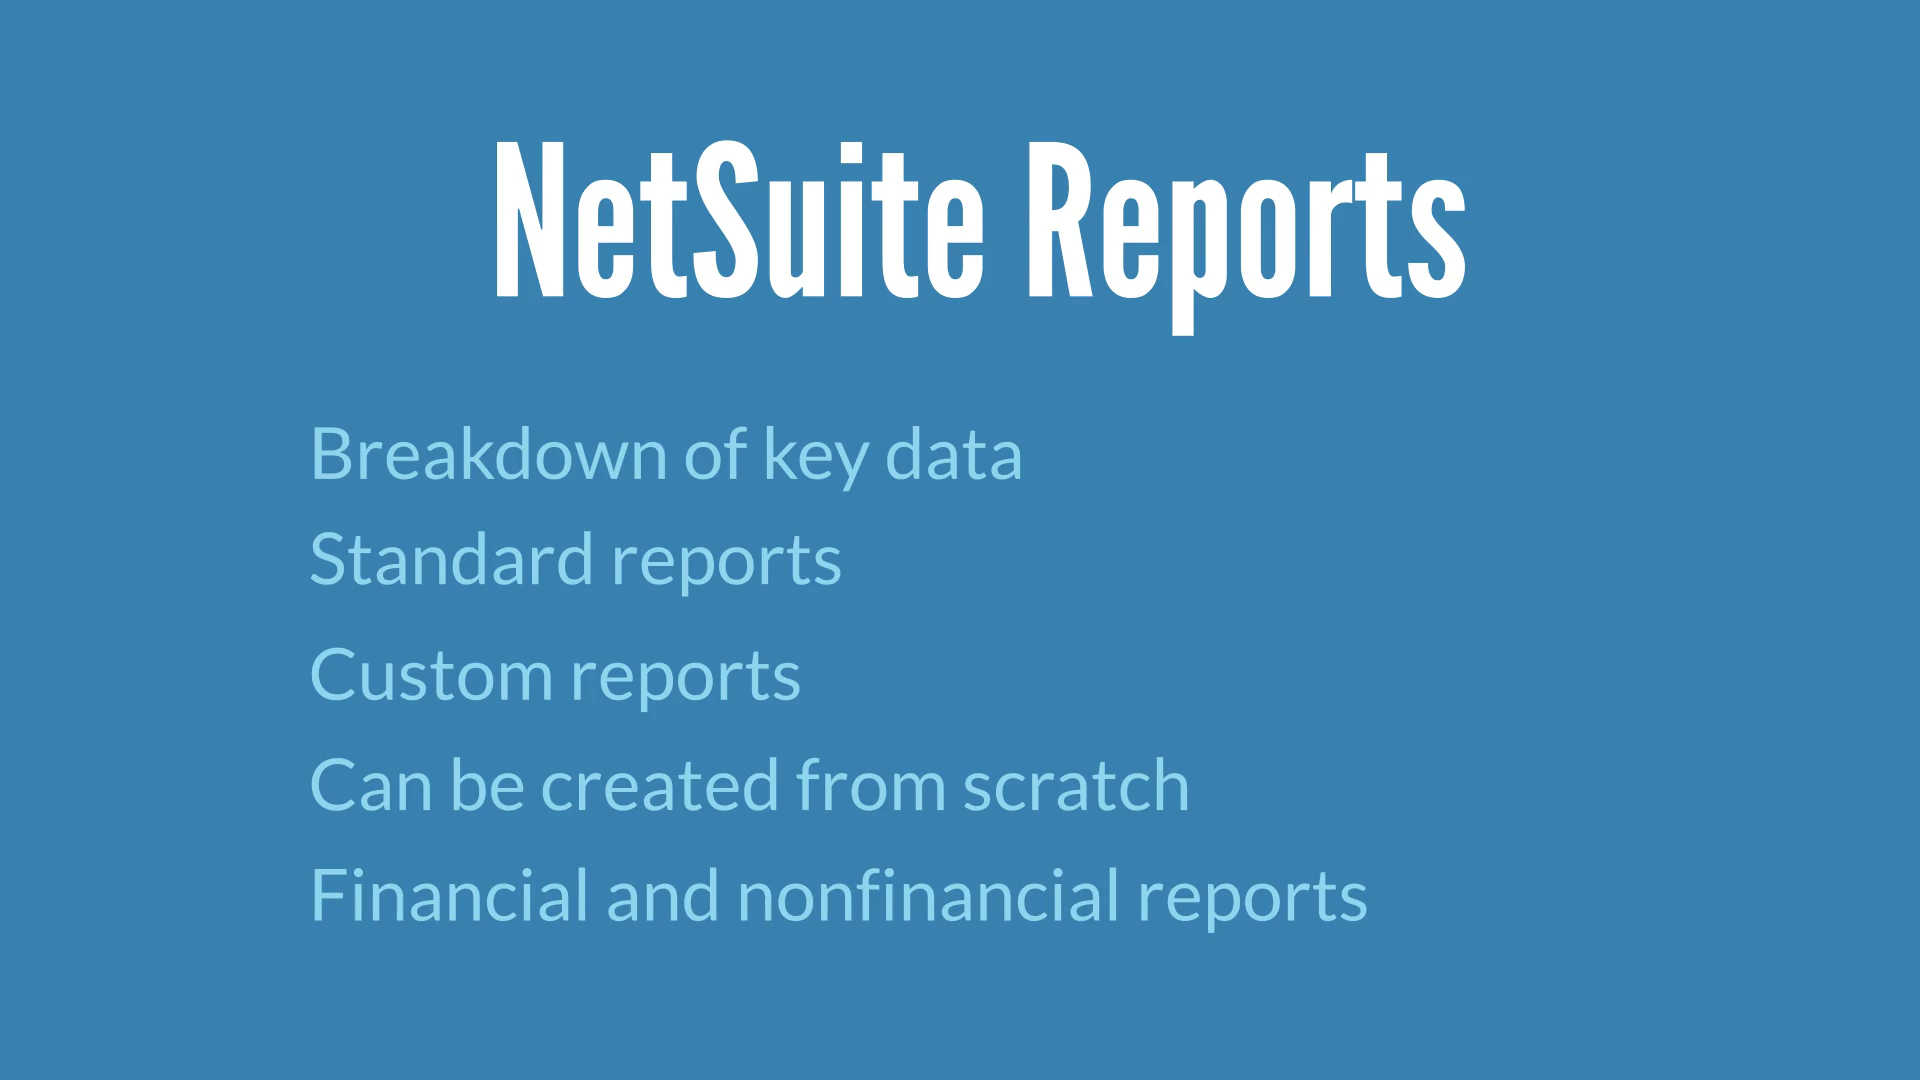 NetSuite Reports
Breakdown of key data
Standard reports
Custom reports
Can be created from scratch
Financial and nonfinancial reports